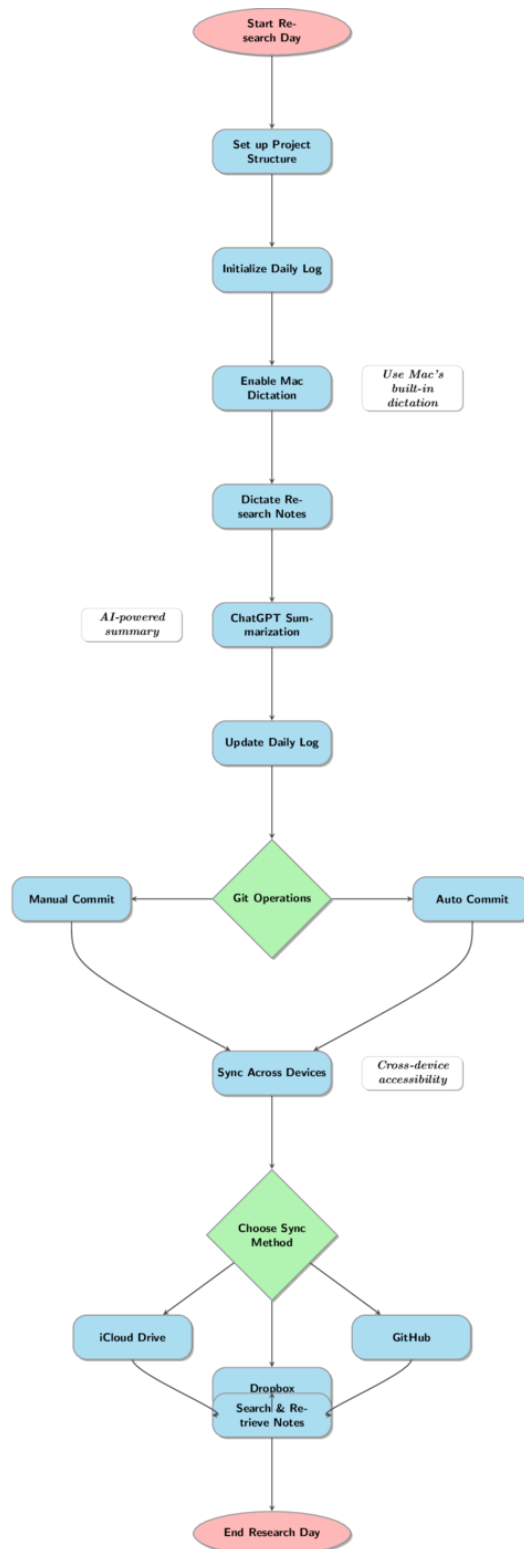 Start Re-
search Day
Set up Project
Structure
Initialize Daily Log
Enable Mac
Dictation
Use Mac's
built-in
dictation
Dictate Re-
search Notes
AI-powered
summary
ChatGPT Sum-
marization
Update Daily Log
Manual Commit
Git Operations
Auto Commit
Sync Across Devices
Cross-device
accessibility
Choose Sync
Method
iCloud Drive
GitHub
Dropbox
Search & Re-
trieve Notes
End Research Day